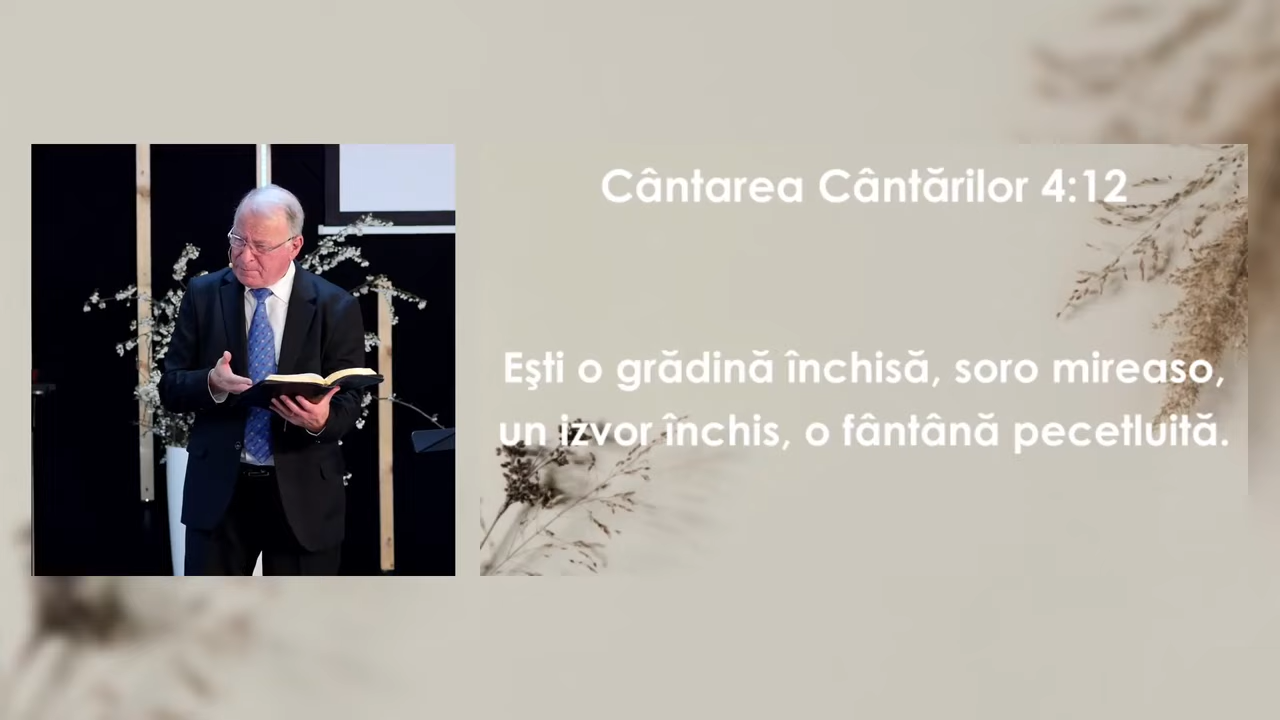 Cântarea Cântărilor 4:12
Eşti o grădină închisă, soro mireaso,
un izvor închis, o fântână pecetluită.